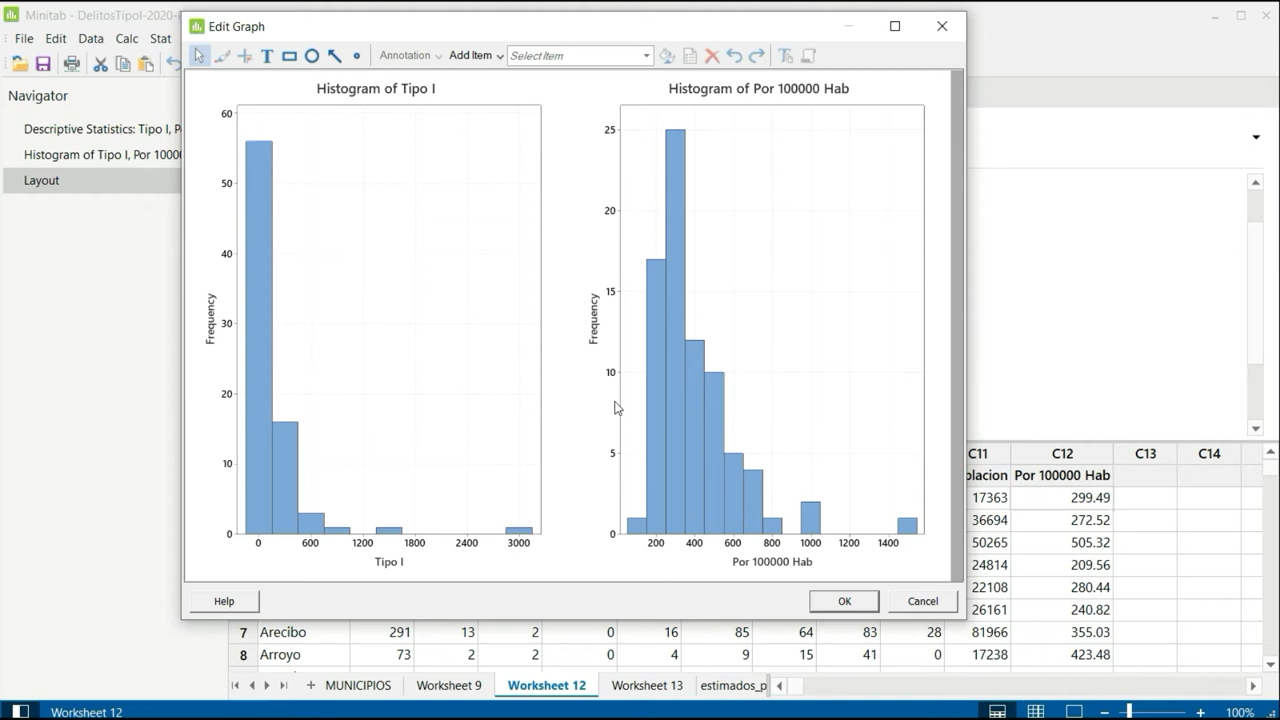 Minitab - DelitosTipoI-2020-
Edit Graph
File Edit Data Calc Stat
Annotation Add Item Select Item
Navigator
Descriptive Statistics: Tipo I, P
Histogram of Tipo I, Por 1000
Layout
Histogram of Tipo I
60
50
40
30
20
10
0
Frequency
0 600 1200 1800 2400 3000
Tipo I
Histogram of Por 100000 Hab
25
20
15
10
5
0
Frequency
200 400 600 800 1000 1200 1400
Por 100000 Hab
Help OK Cancel
C11 C12 C13 C14
blacion Por 100000 Hab
17363 299.49
36694 272.52
50265 505.32
24814 209.56
22108 280.44
26161 240.82
7 Arecibo 291 13 2 0 16 85 64 83 28 81966 355.03
8 Arroyo 73 2 2 0 4 9 15 41 0 17238 423.48
MUNICIPIOS Worksheet 9 Worksheet 12 Worksheet 13 estimados_p
Worksheet 12 100%